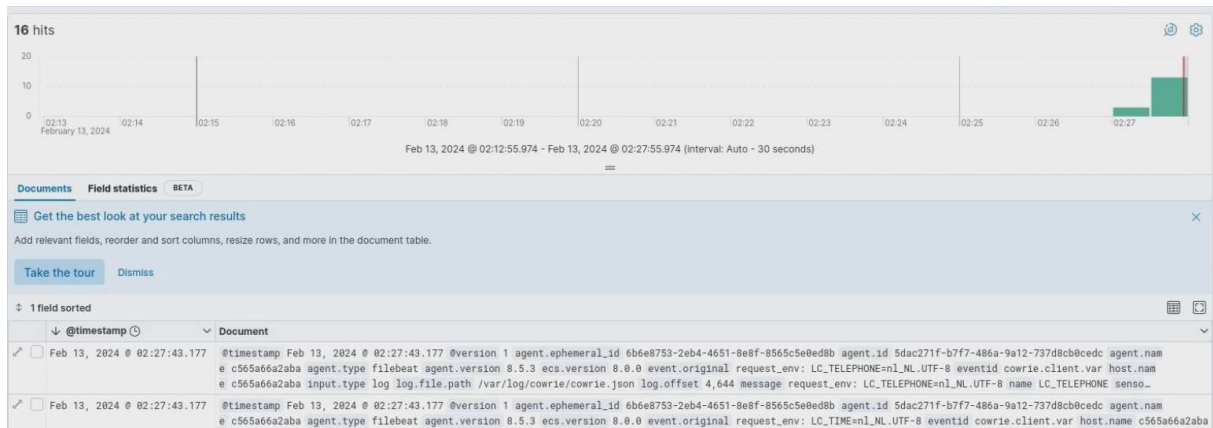 16 hits
20
10
0
02:13 02:14 02:15 02:16 02:17 02:18 02:19 02:20 02:21 02:22 02:23 02:24 02:25 02:26 02:27
February 13, 2024
Feb 13, 2024 @ 02:12:55.974 - Feb 13, 2024 @ 02:27:55.974 (interval: Auto - 30 seconds)
Documents Field statistics BETA
Get the best look at your search results
Add relevant fields, reorder and sort columns, resize rows, and more in the document table.
Take the tour Dismiss
1 field sorted
@timestamp Document
Feb 13, 2024 @ 02:27:43.177 @timestamp Feb 13, 2024 @ 02:27:43.177 @version 1 agent.ephemeral_id 6b6e8753-2eb4-4651-8e8f-8565c5e0ed8b agent.id 5dac271f-b7f7-486a-9a12-737d8cb0cedc agent.nam
e c565a66a2aba agent.type filebeat agent.version 8.5.3 ecs.version 8.0.0 event.original request_env: LC_TELEPHONE=nl_NL.UTF-8 eventid cowrie.client.var host.nam
e c565a66a2aba input.type log log.file.path /var/log/cowrie/cowrie.json log.offset 4,644 message request_env: LC_TELEPHONE=nl_NL.UTF-8 name LC_TELEPHONE senso…
Feb 13, 2024 @ 02:27:43.177 @timestamp Feb 13, 2024 @ 02:27:43.177 @version 1 agent.ephemeral_id 6b6e8753-2eb4-4651-8e8f-8565c5e0ed8b agent.id 5dac271f-b7f7-486a-9a12-737d8cb0cedc agent.nam
e c565a66a2aba agent.type filebeat agent.version 8.5.3 ecs.version 8.0.0 event.original request_env: LC_TIME=nl_NL.UTF-8 eventid cowrie.client.var host.name c565a66a2aba